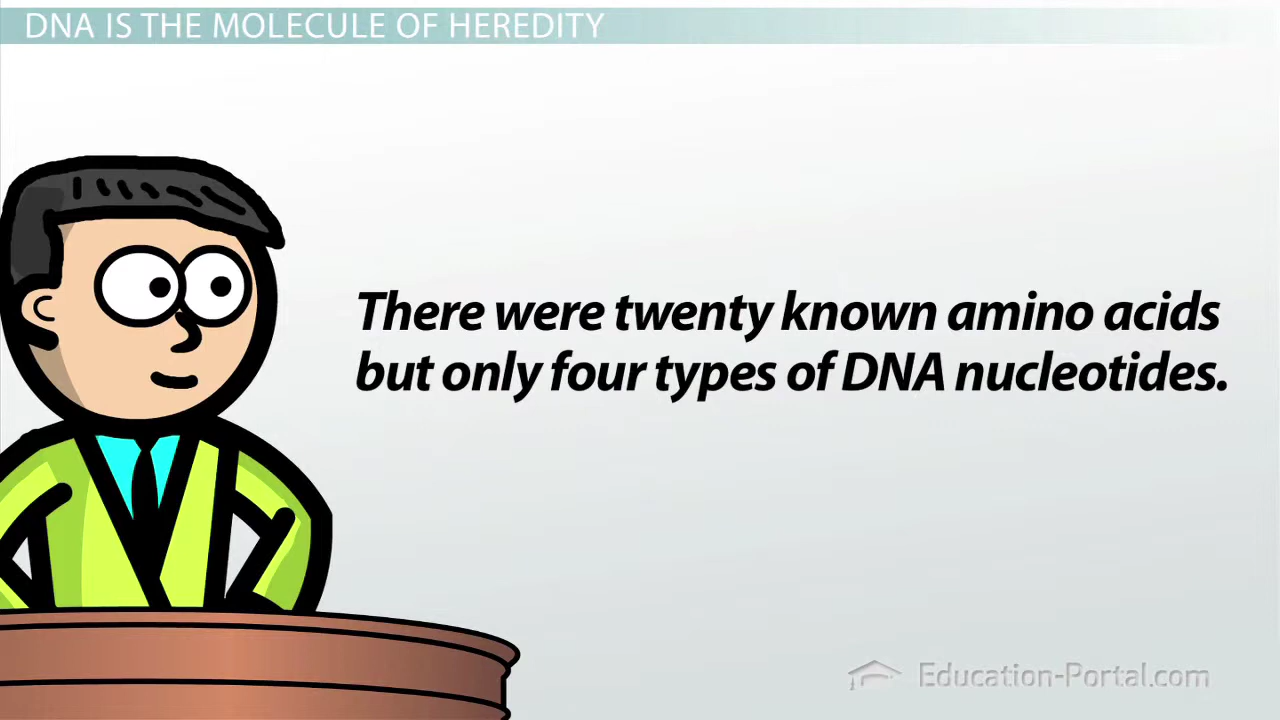 DNA IS THE MOLECULE OF HEREDITY
There were twenty known amino acids
but only four types of DNA nucleotides.
Education-Portal.com